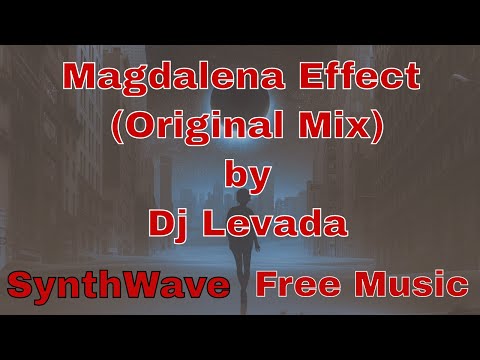 Magdalena Effect
(Original Mix)
by
Dj Levada
SynthWave Free Music